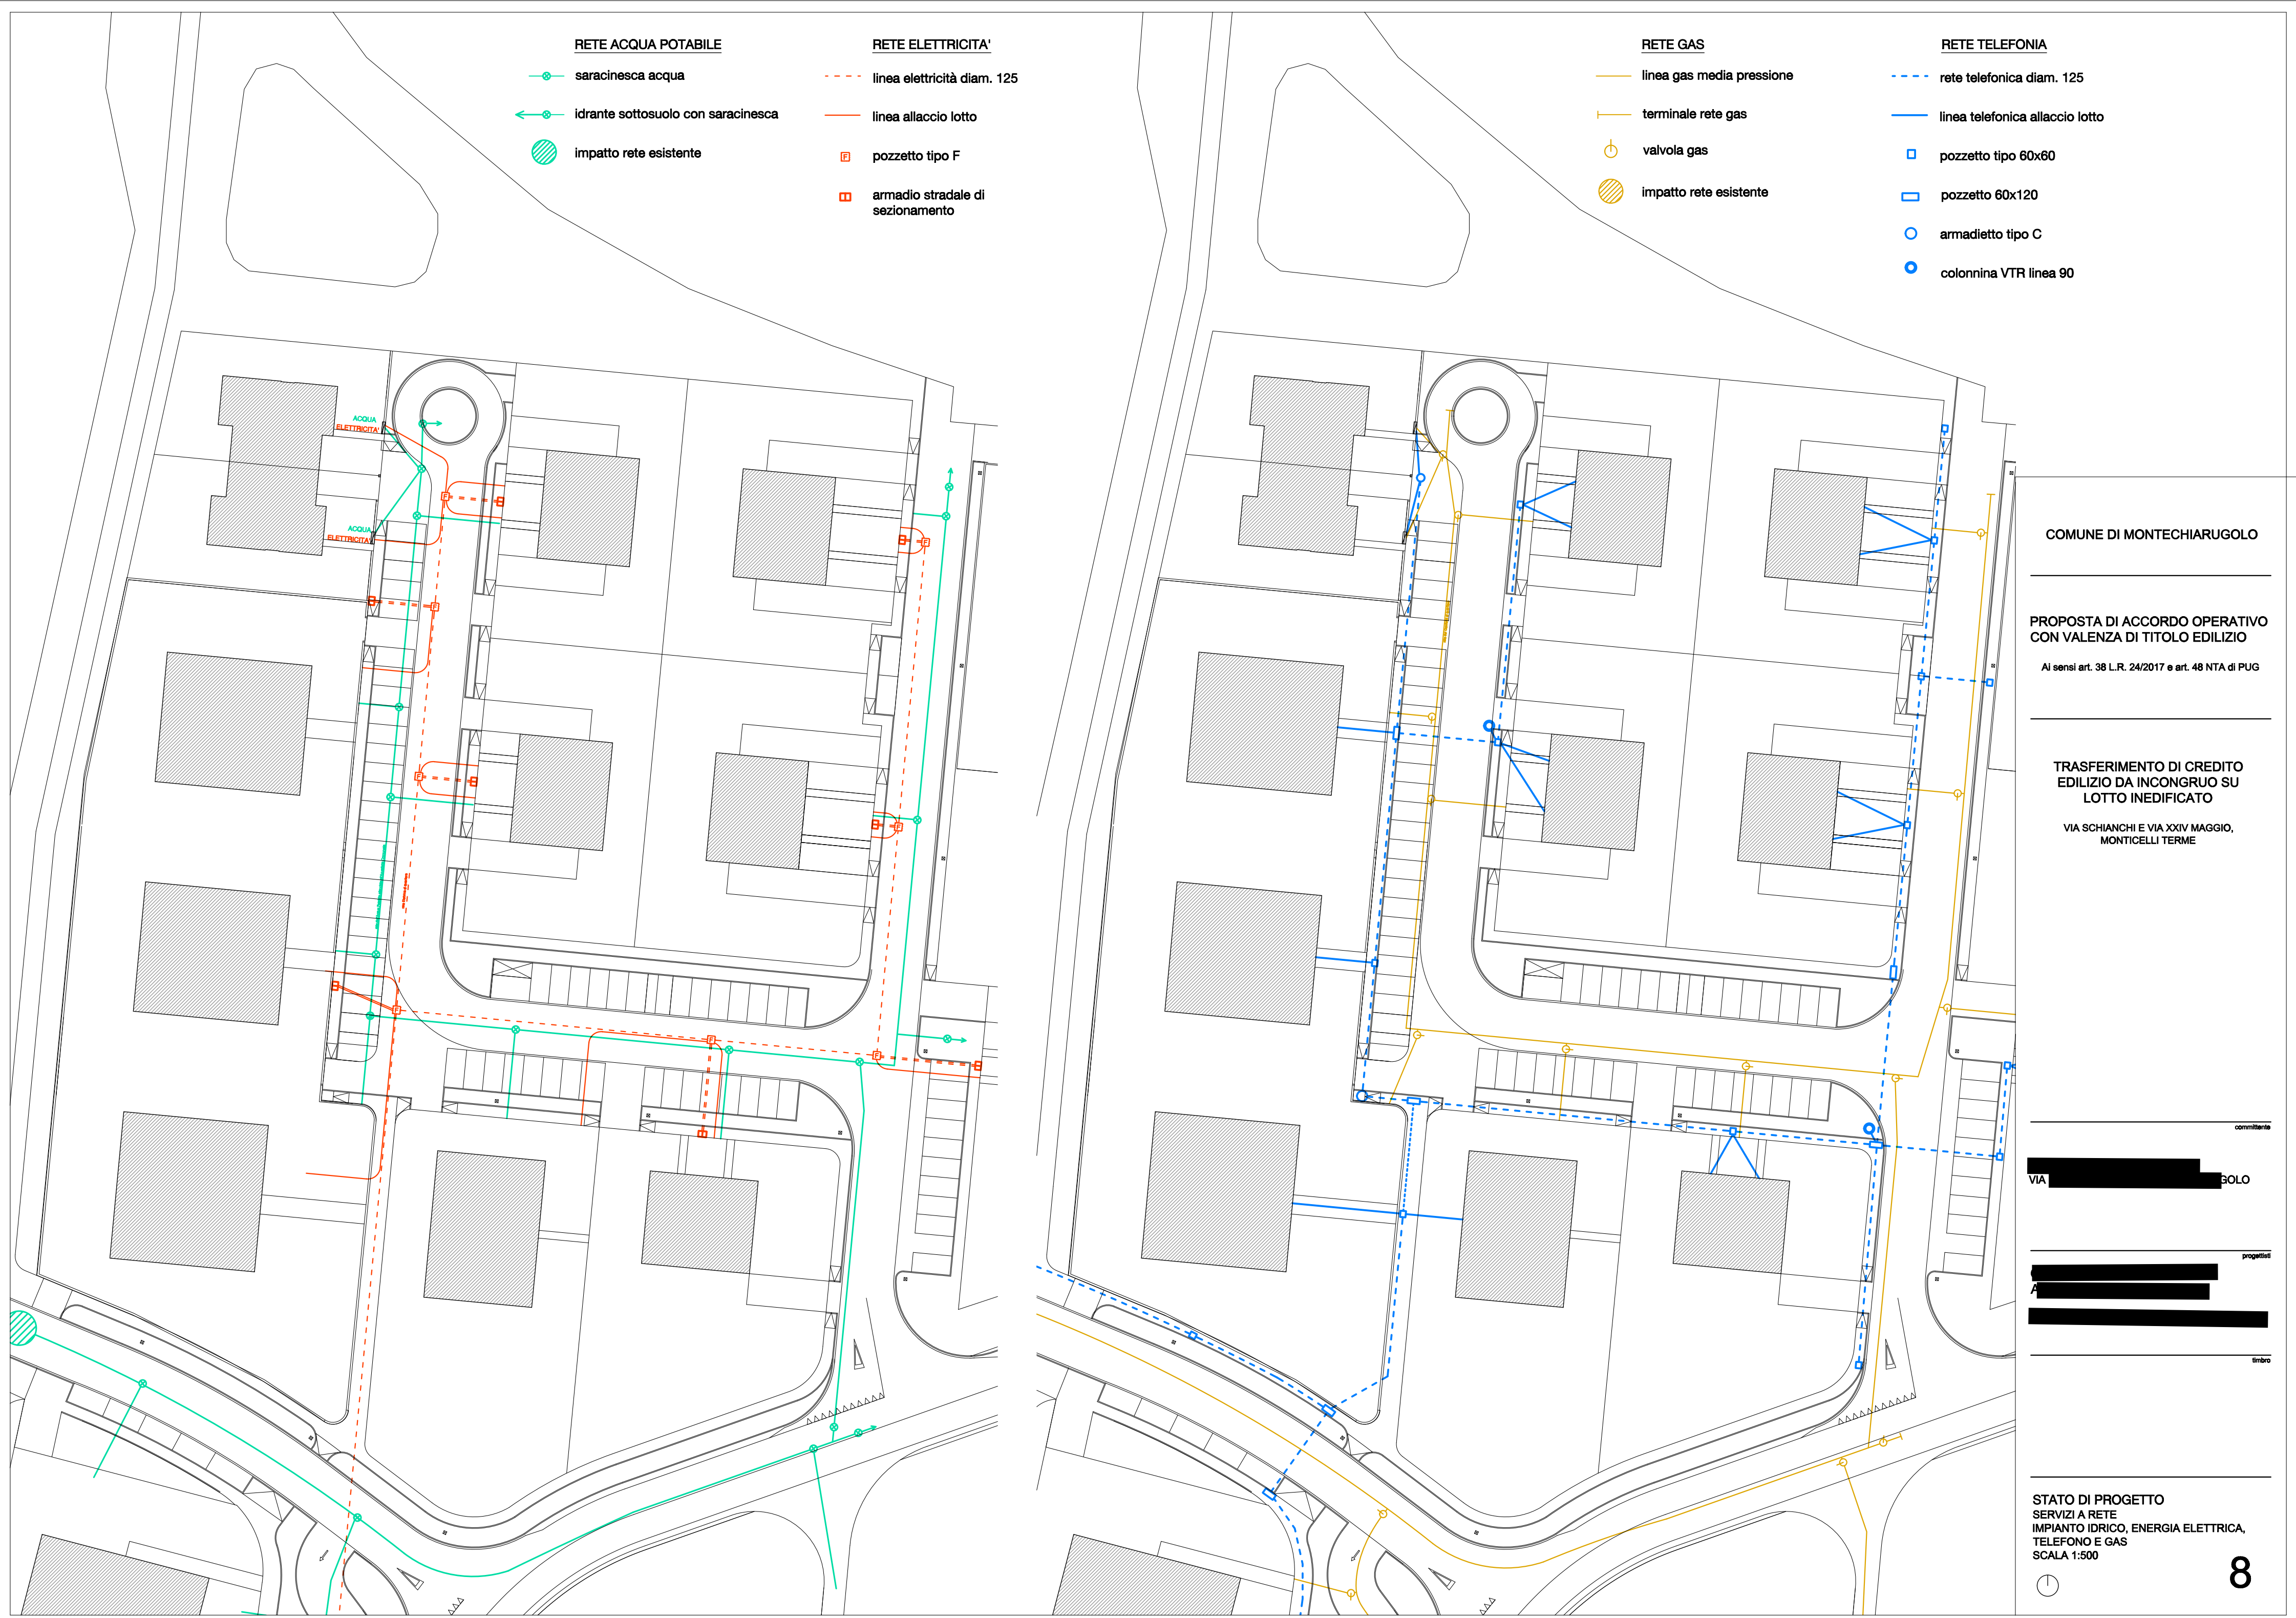 RETE ACQUA POTABILE
saracinesca acqua
idrante sottosuolo con saracinesca
impatto rete esistente
RETE ELETTRICITA'
linea elettricità diam. 125
linea allaccio lotto
F
pozzetto tipo F
armadio stradale di
sezionamento
RETE GAS
linea gas media pressione
terminale rete gas
valvola gas
impatto rete esistente
RETE TELEFONIA
rete telefonica diam. 125
linea telefonica allaccio lotto
pozzetto tipo 60x60
pozzetto 60x120
armadietto tipo C
colonnina VTR linea 90
ACQUA
ELETTRICITA'
F
F
ACQUA
ELETTRICITA'
F
F
F
F
F
F
COMUNE DI MONTECHIARUGOLO
PROPOSTA DI ACCORDO OPERATIVO
CON VALENZA DI TITOLO EDILIZIO
Ai sensi art. 38 L.R. 24/2017 e art. 48 NTA di PUG
TRASFERIMENTO DI CREDITO
EDILIZIO DA INCONGRUO SU
LOTTO INEDIFICATO
VIA SCHIANCHI E VIA XXIV MAGGIO,
MONTICELLI TERME
committente
VIA GOLO
progettisti
timbro
STATO DI PROGETTO
SERVIZI A RETE
IMPIANTO IDRICO, ENERGIA ELETTRICA,
TELEFONO E GAS
SCALA 1:500
8